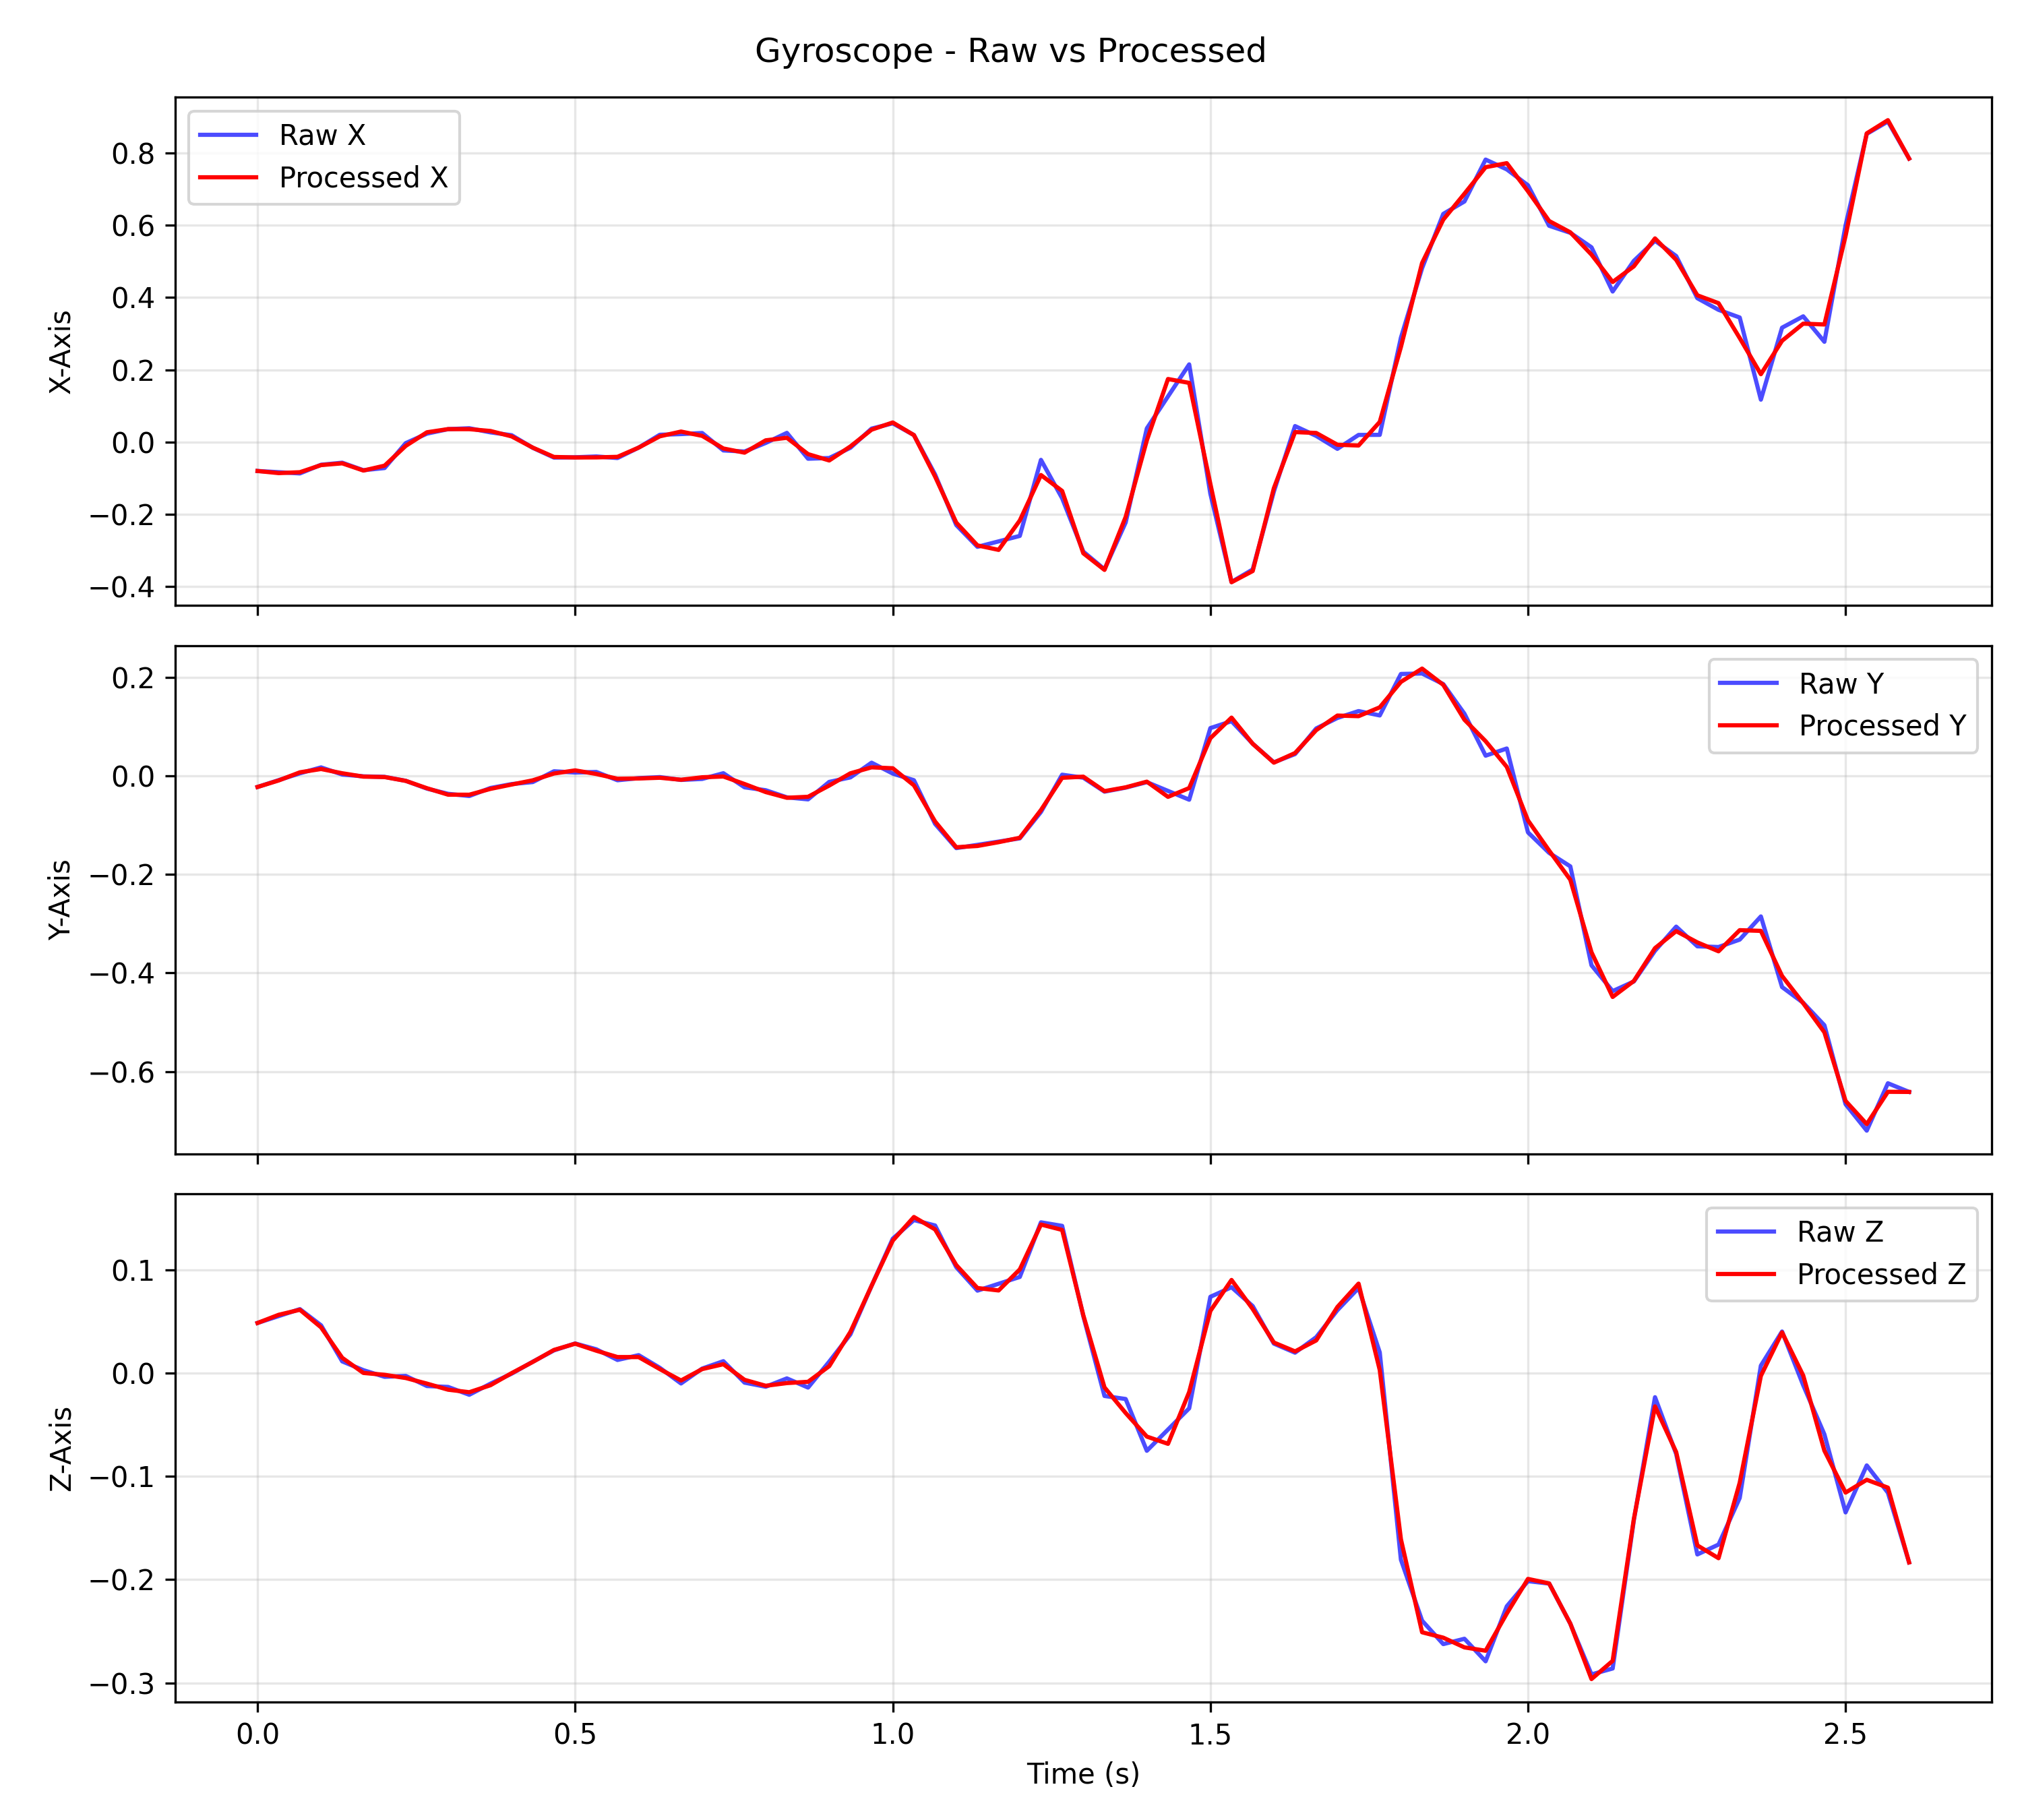 Gyroscope - Raw vs Processed
Raw X
Processed X
X-Axis
0.8
0.6
0.4
0.2
0.0
−0.2
−0.4
Raw Y
Processed Y
Y-Axis
0.2
0.0
−0.2
−0.4
−0.6
Raw Z
Processed Z
Z-Axis
0.1
0.0
−0.1
−0.2
−0.3
0.0 0.5 1.0 1.5 2.0 2.5
Time (s)